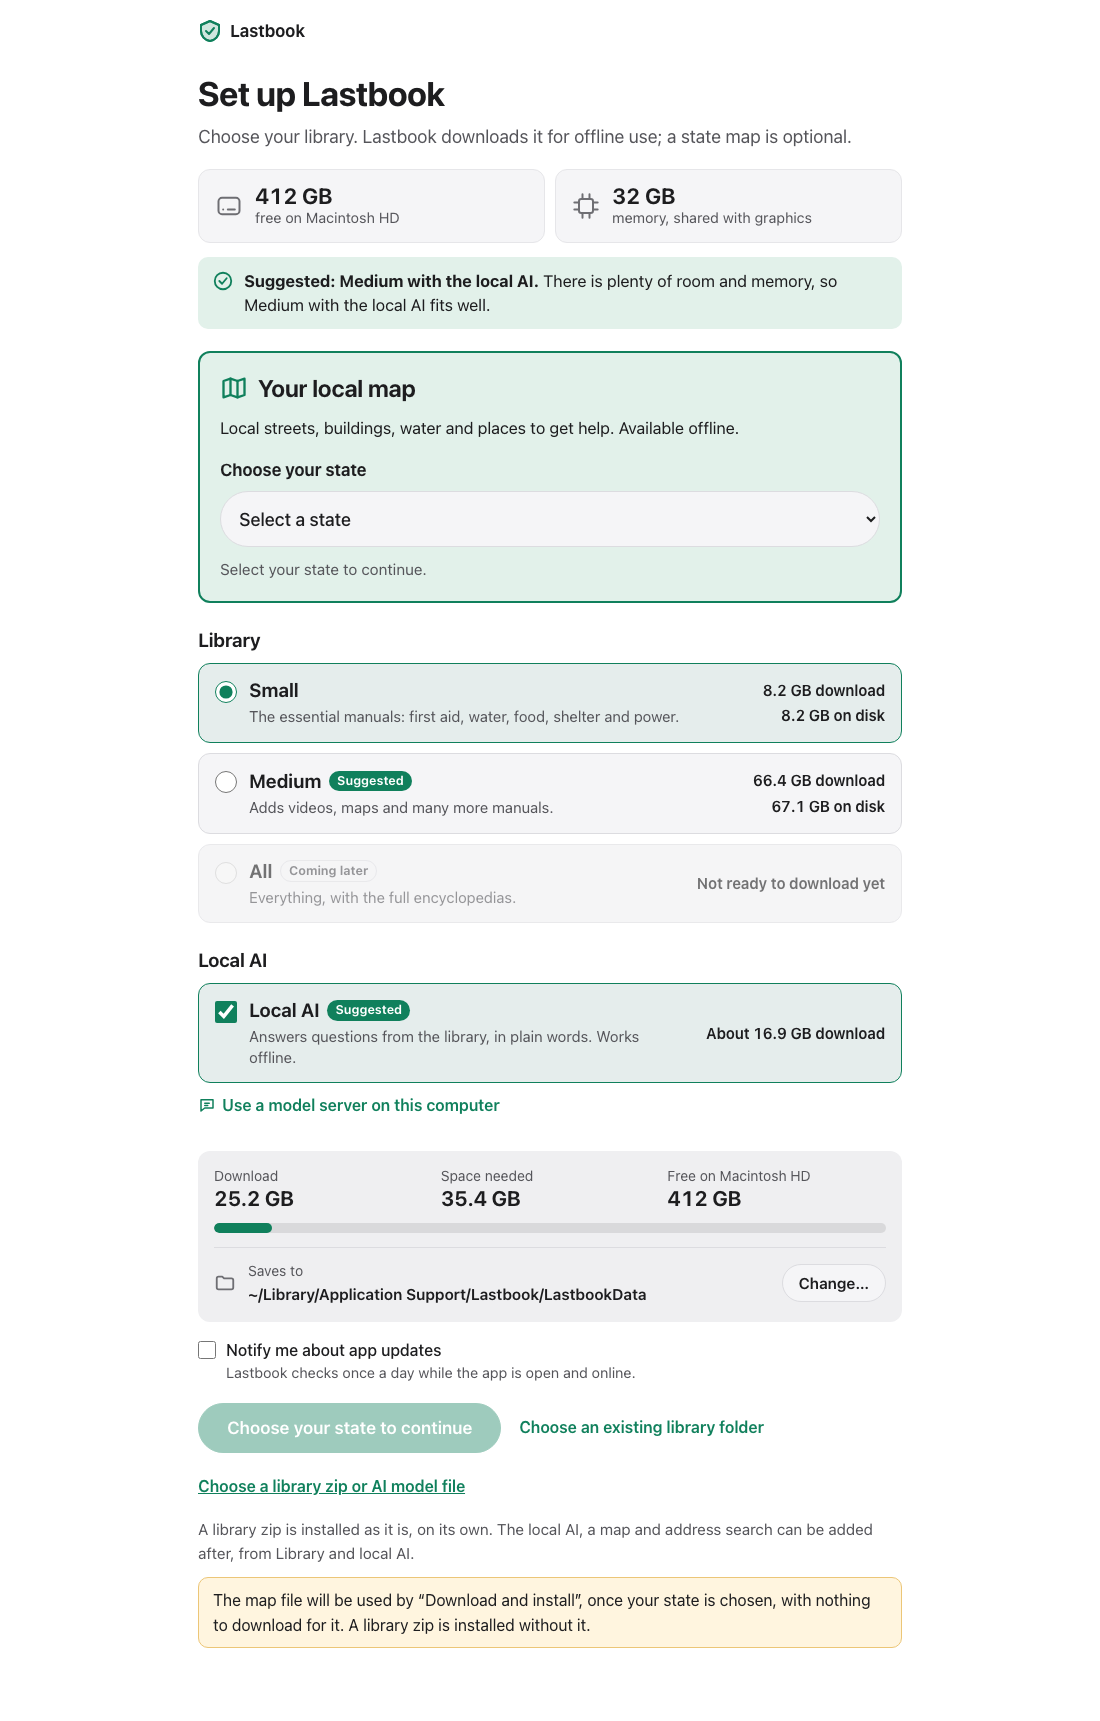 Lastbook
Set up Lastbook
Choose your library. Lastbook downloads it for offline use; a state map is optional.
412 GB
free on Macintosh HD
32 GB
memory, shared with graphics
Suggested: Medium with the local AI. There is plenty of room and memory, so
Medium with the local AI fits well.
Your local map
Local streets, buildings, water and places to get help. Available offline.
Choose your state
Select a state
Select your state to continue.
Library
Small
The essential manuals: first aid, water, food, shelter and power.
8.2 GB download
8.2 GB on disk
Medium Suggested
Adds videos, maps and many more manuals.
66.4 GB download
67.1 GB on disk
All Coming later
Everything, with the full encyclopedias.
Not ready to download yet
Local AI
Local AI Suggested
Answers questions from the library, in plain words. Works
offline.
About 16.9 GB download
Use a model server on this computer
Download
25.2 GB
Space needed
35.4 GB
Free on Macintosh HD
412 GB
Saves to
~/Library/Application Support/Lastbook/LastbookData
Change...
Notify me about app updates
Lastbook checks once a day while the app is open and online.
Choose your state to continue
Choose an existing library folder
Choose a library zip or AI model file
A library zip is installed as it is, on its own. The local AI, a map and address search can be added
after, from Library and local AI.
The map file will be used by “Download and install”, once your state is chosen, with nothing
to download for it. A library zip is installed without it.